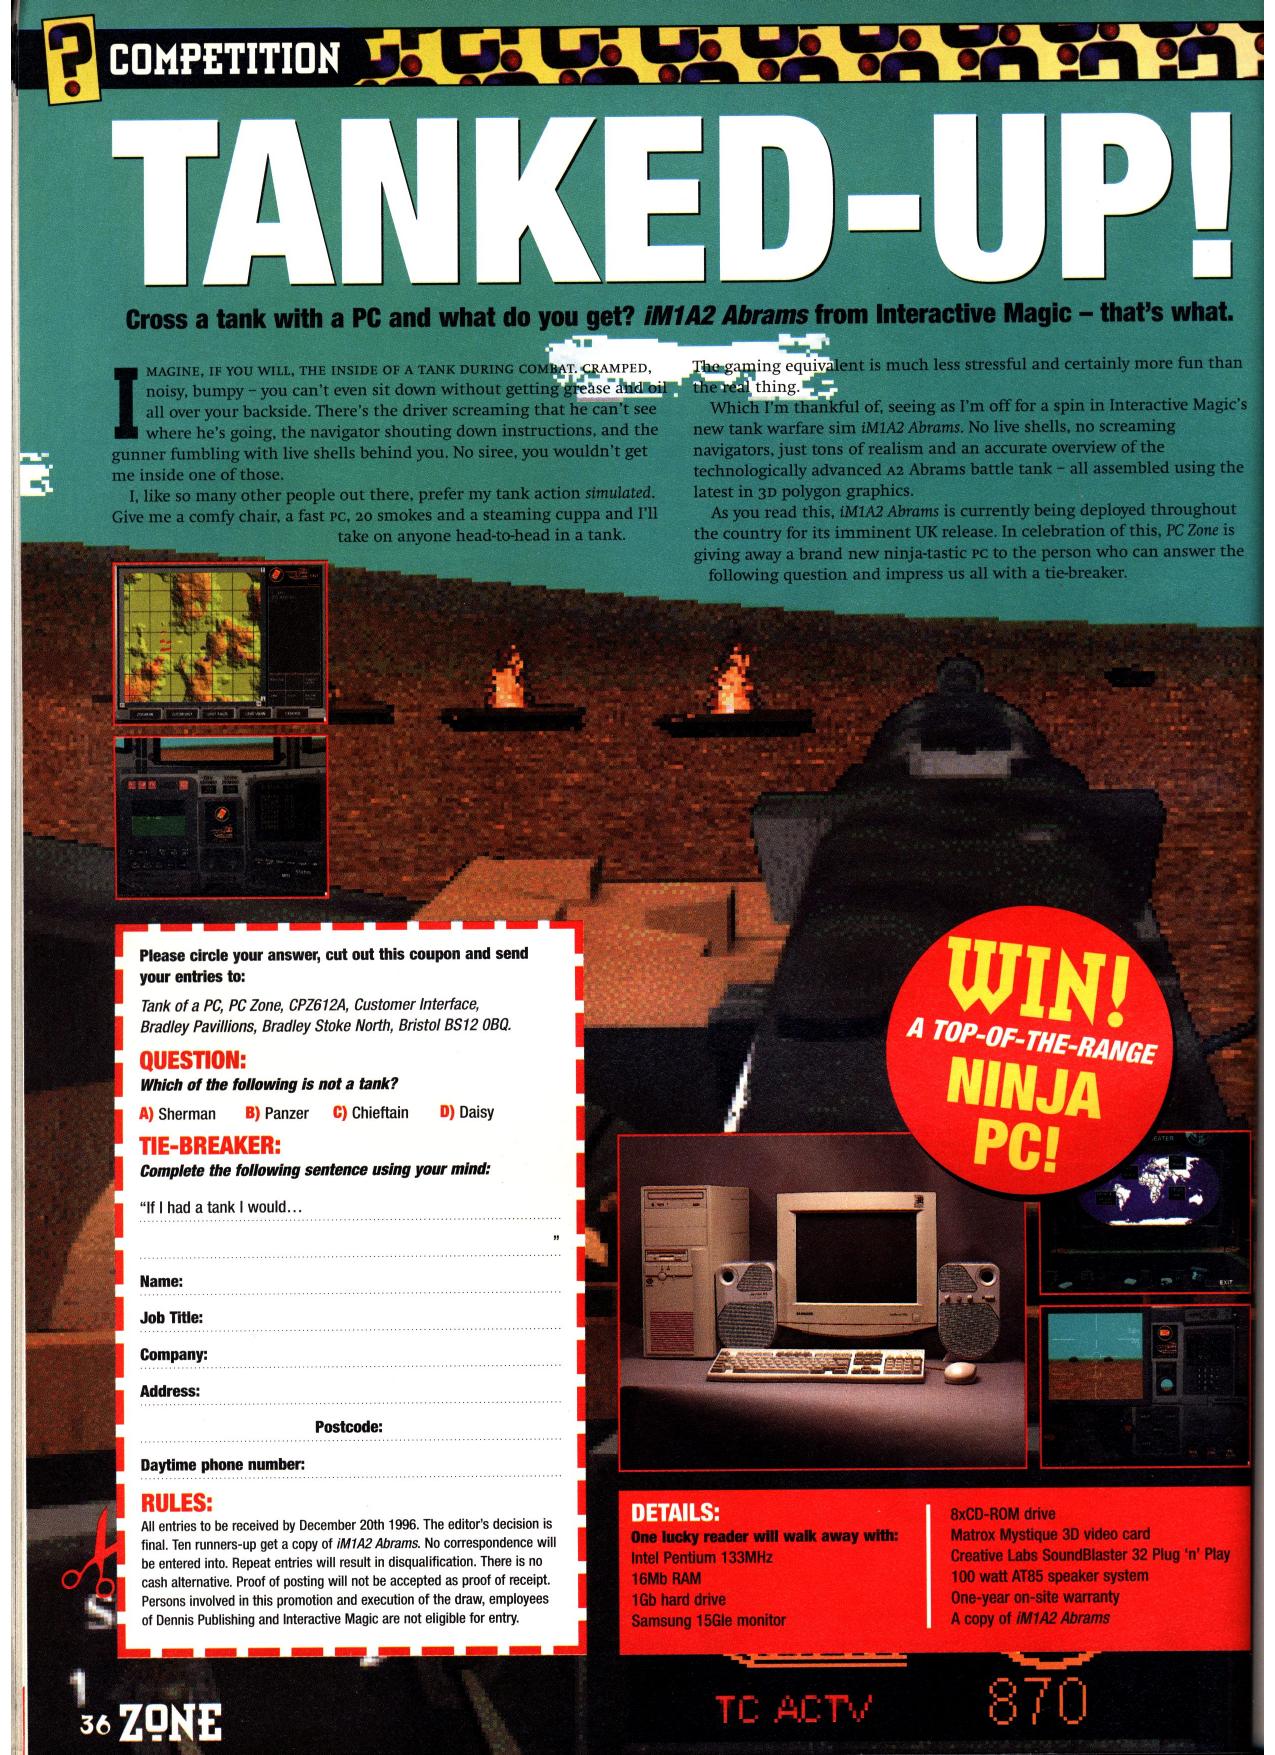 ?
COMPETITION
TANKED-UP!
Cross a tank with a PC and what do you get? iM1A2 Abrams from Interactive Magic – that's what.
IMAGINE, IF YOU WILL, THE INSIDE OF A TANK DURING COMBAT. CRAMPED,
noisy, bumpy – you can't even sit down without getting grease and oil
all over your backside. There's the driver screaming that he can't see
where he's going, the navigator shouting down instructions, and the
gunner fumbling with live shells behind you. No siree, you wouldn't get
me inside one of those.
I, like so many other people out there, prefer my tank action simulated.
Give me a comfy chair, a fast PC, 20 smokes and a steaming cuppa and I'll
take on anyone head-to-head in a tank.
The gaming equivalent is much less stressful and certainly more fun than
the real thing.
Which I'm thankful of, seeing as I'm off for a spin in Interactive Magic's
new tank warfare sim iM1A2 Abrams. No live shells, no screaming
navigators, just tons of realism and an accurate overview of the
technologically advanced A2 Abrams battle tank – all assembled using the
latest in 3D polygon graphics.
As you read this, iM1A2 Abrams is currently being deployed throughout
the country for its imminent UK release. In celebration of this, PC Zone is
giving away a brand new ninja-tastic PC to the person who can answer the
following question and impress us all with a tie-breaker.
Please circle your answer, cut out this coupon and send
your entries to:
Tank of a PC, PC Zone, CPZ612A, Customer Interface,
Bradley Pavillions, Bradley Stoke North, Bristol BS12 0BQ.
QUESTION:
Which of the following is not a tank?
A) Sherman B) Panzer C) Chieftain D) Daisy
TIE-BREAKER:
Complete the following sentence using your mind:
“If I had a tank I would…
”
Name:
Job Title:
Company:
Address:
Postcode:
Daytime phone number:
RULES:
All entries to be received by December 20th 1996. The editor's decision is
final. Ten runners-up get a copy of iM1A2 Abrams. No correspondence will
be entered into. Repeat entries will result in disqualification. There is no
cash alternative. Proof of posting will not be accepted as proof of receipt.
Persons involved in this promotion and execution of the draw, employees
of Dennis Publishing and Interactive Magic are not eligible for entry.
WIN!
A TOP-OF-THE-RANGE
NINJA
PC!
EXIT
DETAILS:
One lucky reader will walk away with:
Intel Pentium 133MHz
16Mb RAM
1Gb hard drive
Samsung 15Gle monitor
8xCD-ROM drive
Matrox Mystique 3D video card
Creative Labs SoundBlaster 32 Plug 'n' Play
100 watt AT85 speaker system
One-year on-site warranty
A copy of iM1A2 Abrams
S
1
TC ACTV
870
36 ZONE